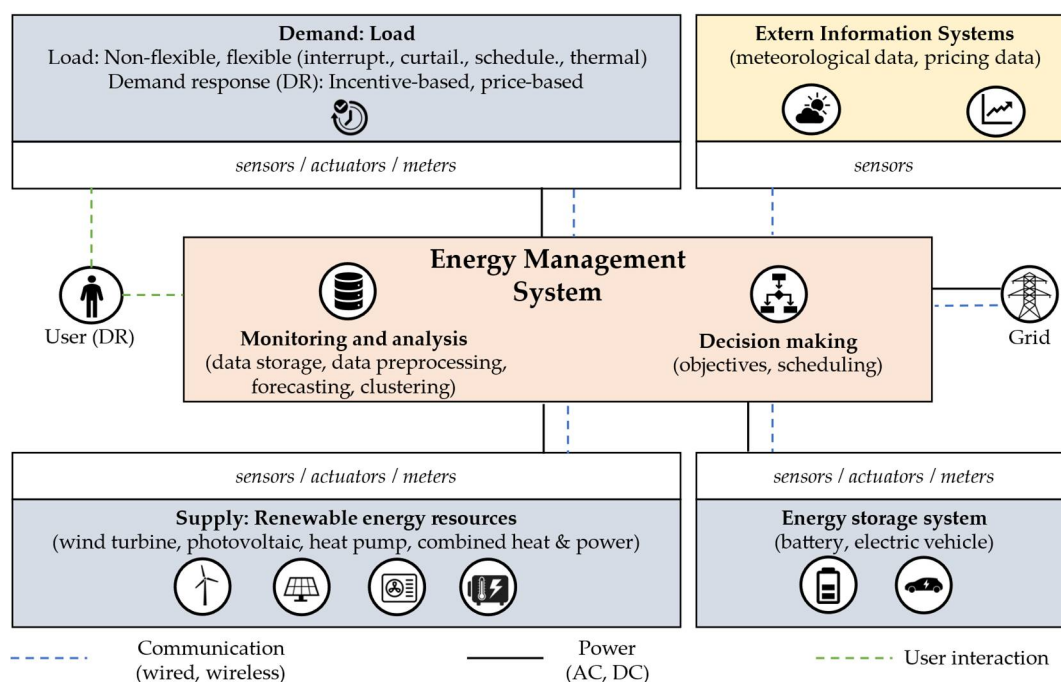 Demand: Load
Load: Non-flexible, flexible (interrupt., curtail., schedule., thermal)
Demand response (DR): Incentive-based, price-based
sensors / actuators / meters
Extern Information Systems
(meteorological data, pricing data)
sensors
Energy Management
System
Monitoring and analysis
(data storage, data preprocessing,
forecasting, clustering)
Decision making
(objectives, scheduling)
User (DR)
Grid
sensors / actuators / meters
Supply: Renewable energy resources
(wind turbine, photovoltaic, heat pump, combined heat & power)
sensors / actuators / meters
Energy storage system
(battery, electric vehicle)
Communication
(wired, wireless)
Power
(AC, DC)
User interaction